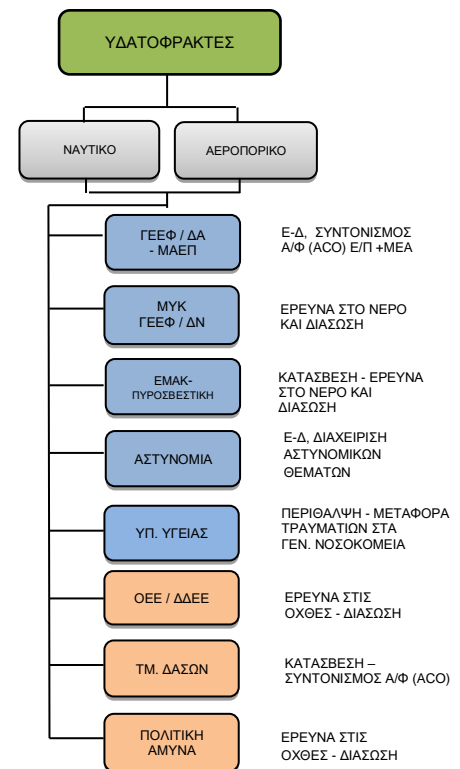 ΥΔΑΤΟΦΡΑΚΤΕΣ
ΝΑΥΤΙΚΟ
ΑΕΡΟΠΟΡΙΚΟ
ΓΕΕΦ / ΔΑ
- ΜΑΕΠ
Ε-Δ, ΣΥΝΤΟΝΙΣΜΟΣ
Α/Φ (ACO) Ε/Π +ΜΕΑ
ΜΥΚ
ΓΕΕΦ / ΔΝ
ΕΡΕΥΝΑ ΣΤΟ ΝΕΡΟ
ΚΑΙ ΔΙΑΣΩΣΗ
ΕΜΑΚ-
ΠΥΡΟΣΒΕΣΤΙΚΗ
ΚΑΤΑΣΒΕΣΗ - ΕΡΕΥΝΑ
ΣΤΟ ΝΕΡΟ ΚΑΙ
ΔΙΑΣΩΣΗ
ΑΣΤΥΝΟΜΙΑ
Ε-Δ, ΔΙΑΧΕΙΡΙΣΗ
ΑΣΤΥΝΟΜΙΚΩΝ
ΘΕΜΑΤΩΝ
ΥΠ. ΥΓΕΙΑΣ
ΠΕΡΙΘΑΛΨΗ - ΜΕΤΑΦΟΡΑ
ΤΡΑΥΜΑΤΙΩΝ ΣΤΑ
ΓΕΝ. ΝΟΣΟΚΟΜΕΙΑ
ΟΕΕ / ΔΔΕΕ
ΕΡΕΥΝΑ ΣΤΙΣ
ΟΧΘΕΣ - ΔΙΑΣΩΣΗ
ΤΜ. ΔΑΣΩΝ
ΚΑΤΑΣΒΕΣΗ –
ΣΥΝΤΟΝΙΣΜΟΣ Α/Φ (ACO)
ΠΟΛΙΤΙΚΗ
ΑΜΥΝΑ
ΕΡΕΥΝΑ ΣΤΙΣ
ΟΧΘΕΣ - ΔΙΑΣΩΣΗ